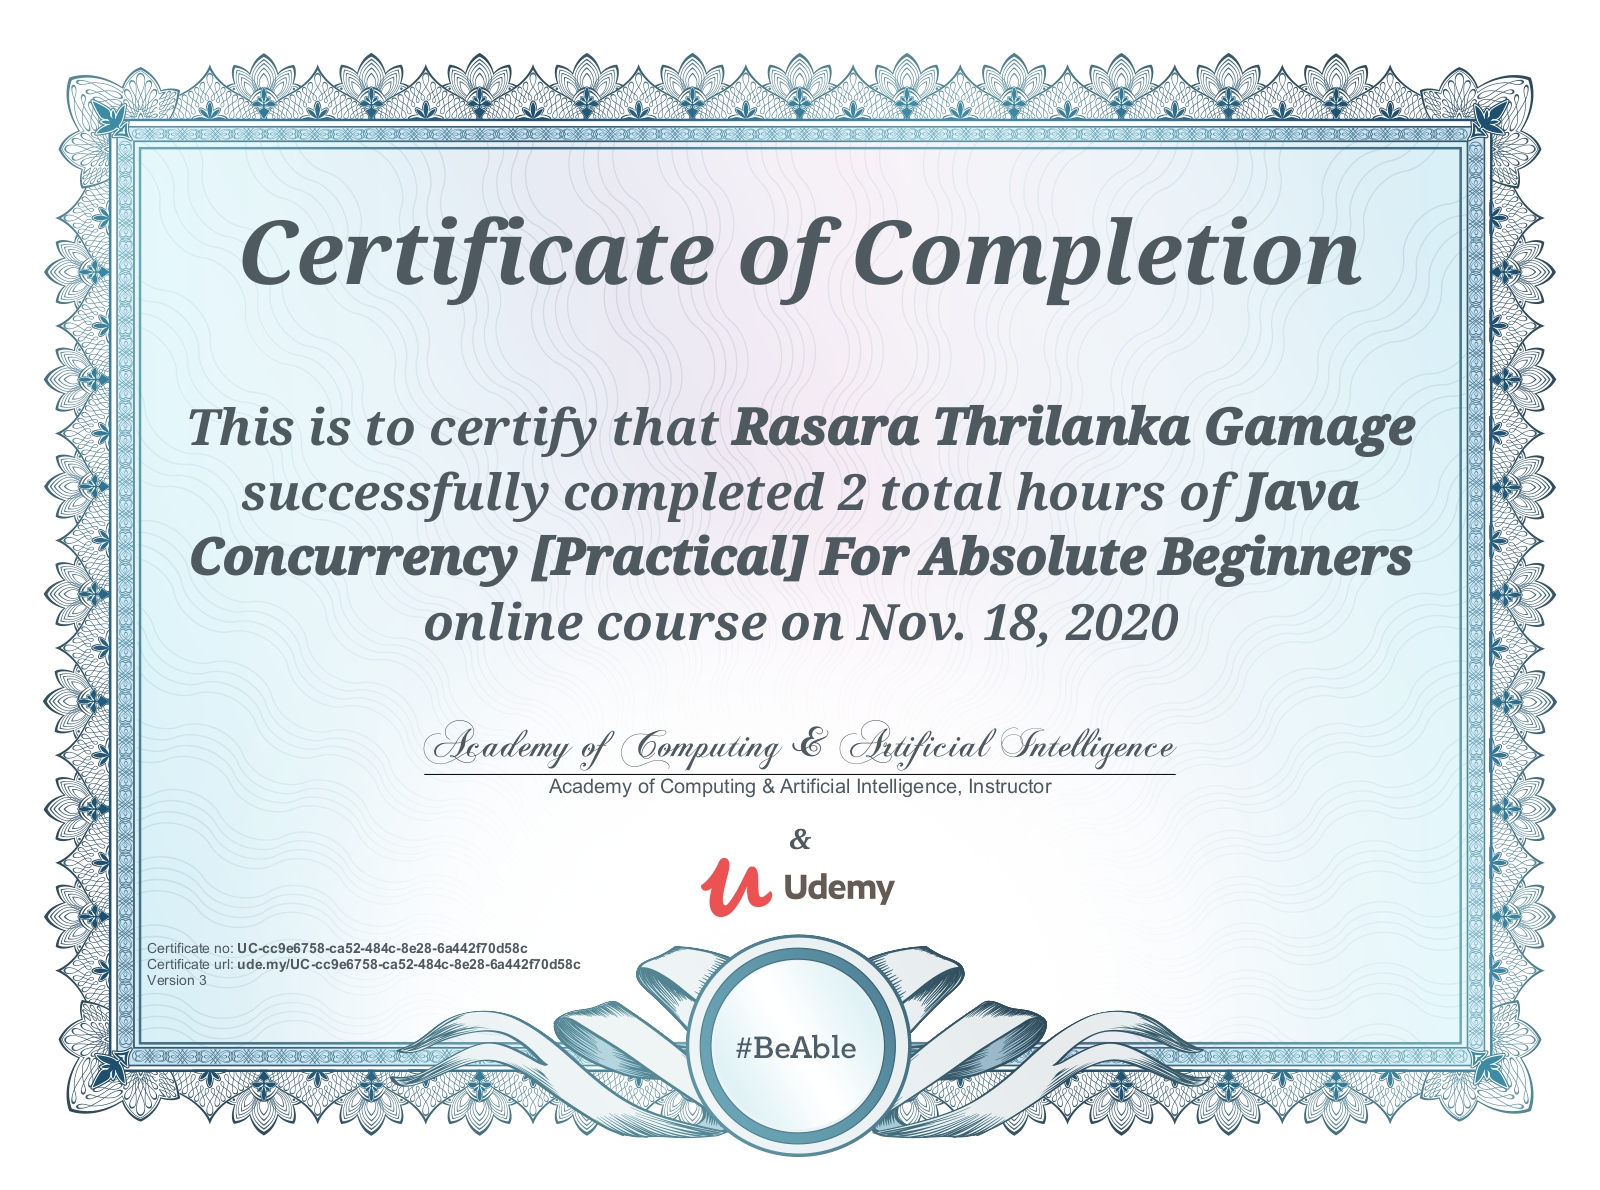 Certificate of Completion
This is to certify that Rasara Thrilanka Gamage
successfully completed 2 total hours of Java
Concurrency [Practical] For Absolute Beginners
online course on Nov. 18, 2020
Academy of Computing & Artificial Intelligence
Academy of Computing & Artificial Intelligence, Instructor
&
Udemy
Certificate no: UC-cc9e6758-ca52-484c-8e28-6a442f70d58c
Certificate url: ude.my/UC-cc9e6758-ca52-484c-8e28-6a442f70d58c
Version 3
#BeAble